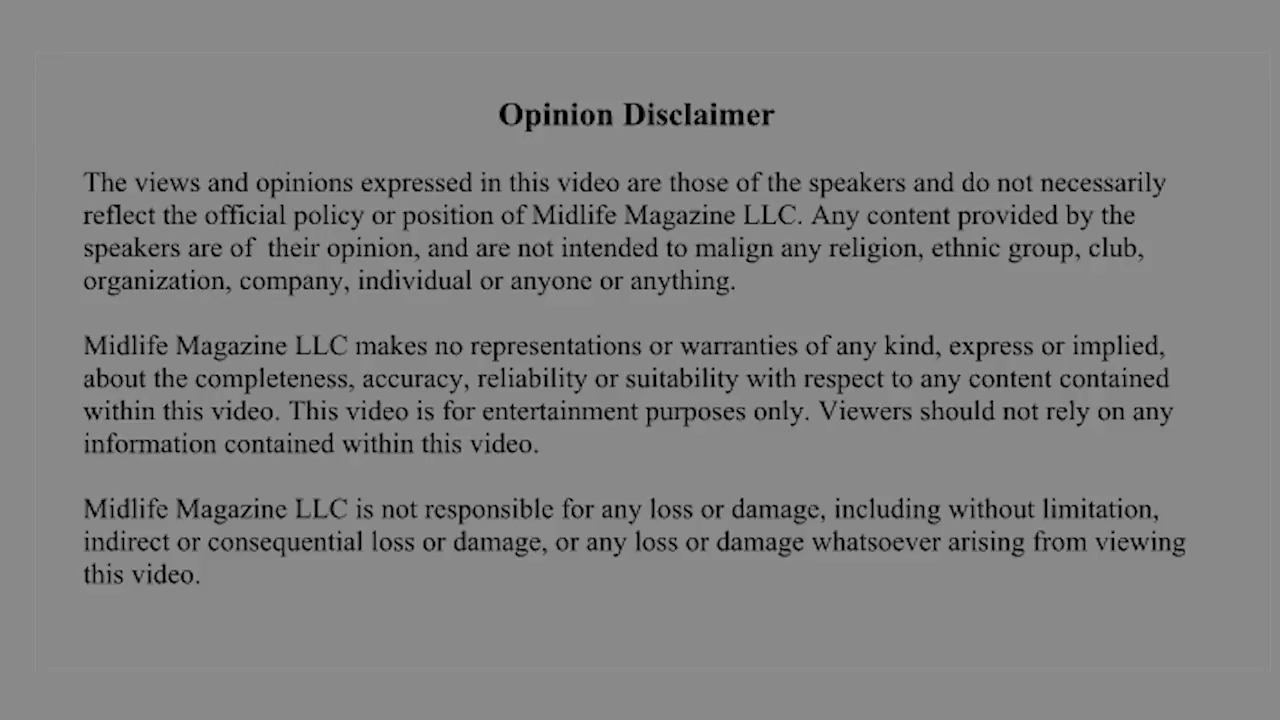 Opinion Disclaimer
The views and opinions expressed in this video are those of the speakers and do not necessarily
reflect the official policy or position of Midlife Magazine LLC. Any content provided by the
speakers are of  their opinion, and are not intended to malign any religion, ethnic group, club,
organization, company, individual or anyone or anything.
Midlife Magazine LLC makes no representations or warranties of any kind, express or implied,
about the completeness, accuracy, reliability or suitability with respect to any content contained
within this video. This video is for entertainment purposes only. Viewers should not rely on any
information contained within this video.
Midlife Magazine LLC is not responsible for any loss or damage, including without limitation,
indirect or consequential loss or damage, or any loss or damage whatsoever arising from viewing
this video.